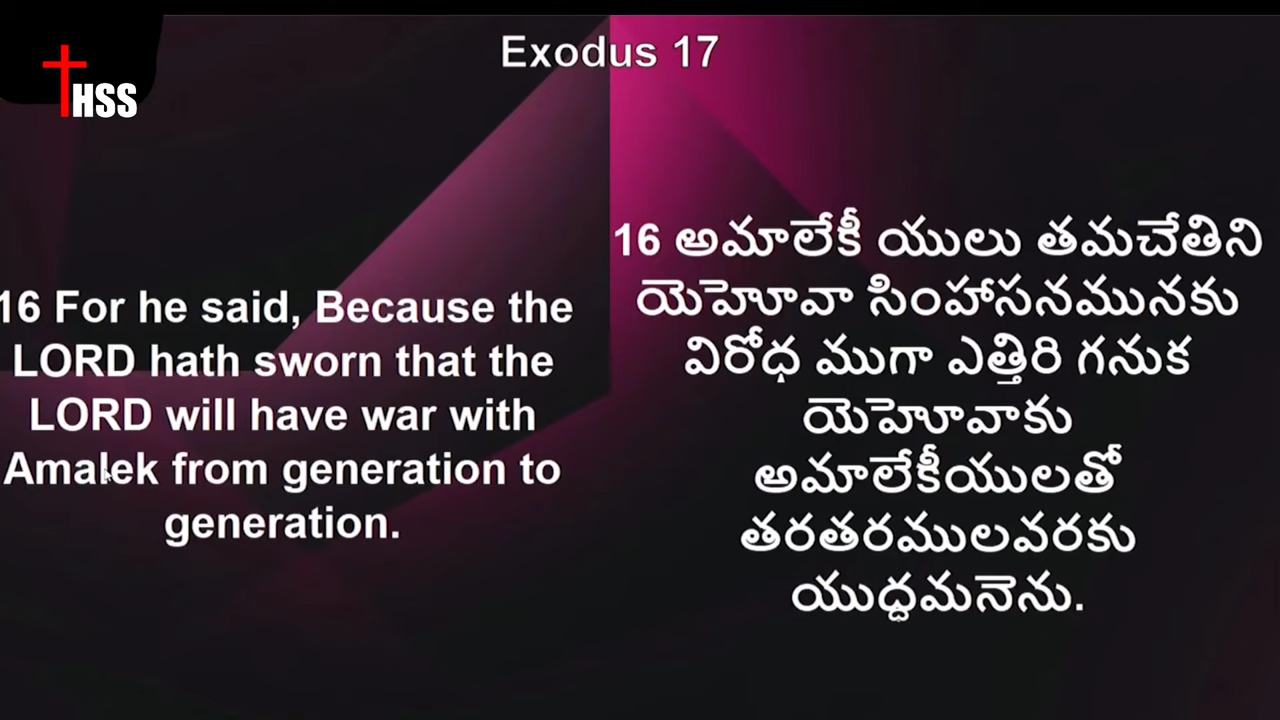 HSS
Exodus 17
16 For he said, Because the
LORD hath sworn that the
LORD will have war with
Amalek from generation to
generation.
16 అమాలేకీ యులు తమచేతిని
యెహెూవా సింహాసనమునకు
విరోధ ముగా ఎత్తిరి గనుక
యెహెూవాకు
అమాలేకీయులతో
తరతరములవరకు
యుద్ధమనెను.